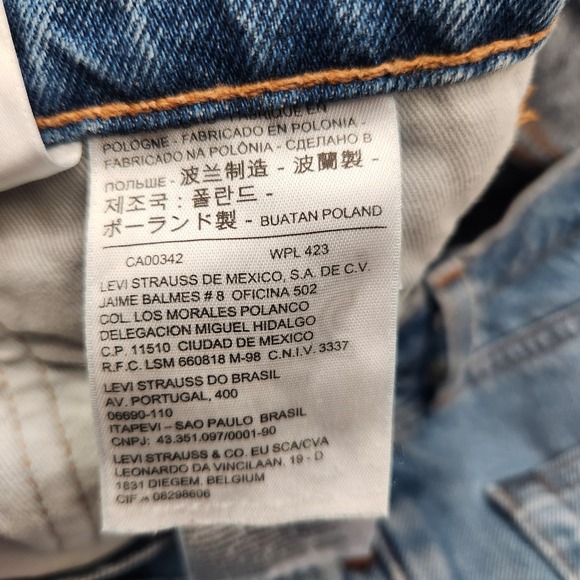 POLOGNE - FABRICADO EN POLONIA -
FABRICADO NA POLÔNIA - СДЕЛАНО В
ПОЛЬШЕ - 波兰制造 - 波蘭製 -
제조국 : 폴란드 -
ポーランド製 - BUATAN POLAND
CA00342 WPL 423
LEVI STRAUSS DE MEXICO, S.A. DE C.V.
JAIME BALMES # 8 OFICINA 502
COL. LOS MORALES POLANCO
DELEGACION MIGUEL HIDALGO
C.P. 11510 CIUDAD DE MEXICO
R.F.C. LSM 660818 M-98 C.N.I.V. 3337
LEVI STRAUSS DO BRASIL
AV. PORTUGAL, 400
06690-110
ITAPEVI – SAO PAULO BRASIL
CNPJ: 43.351.097/0001-90
LEVI STRAUSS & CO. EU SCA/CVA
LEONARDO DA VINCILAAN, 19 - D
1831 DIEGEM, BELGIUM
CIF 08298606